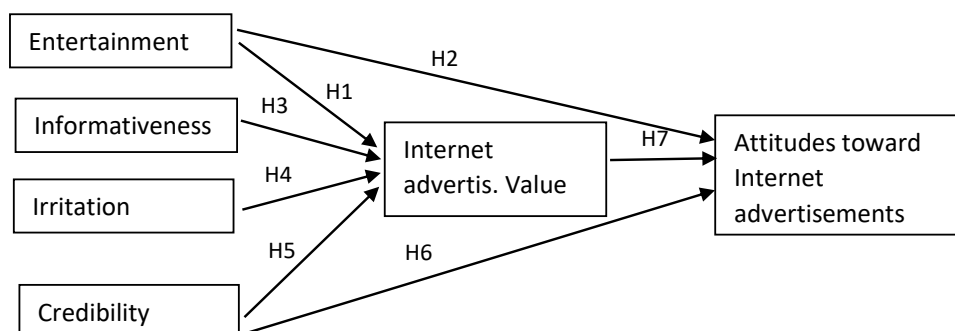 Entertainment
H2
H1
H3
Informativeness
H7
Internet
advertis. Value
Attitudes toward
Internet
advertisements
H4
Irritation
H5
H6
Credibility